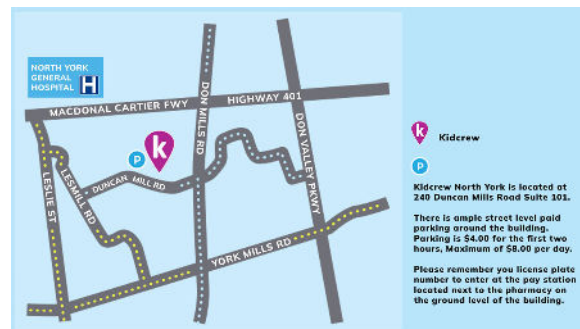 NORTH YORK
GENERAL
HOSPITAL
H
MACDONAL CARTIER FWY
HIGHWAY 401
DON MILLS RD
DON VALLEY PKWY
k
P
DUNCAN MILL RD
LESMILL RD
LESLIE ST
YORK MILLS RD
k
Kidcrew
P
Kidcrew North York is located at
240 Duncan Mills Road Suite 101.
There is ample street level paid
parking around the building.
Parking is $4.00 for the first two
hours, Maximum of $8.00 per day.
Please remember you license plate
number to enter at the pay station
located next to the pharmacy on
the ground level of the building.